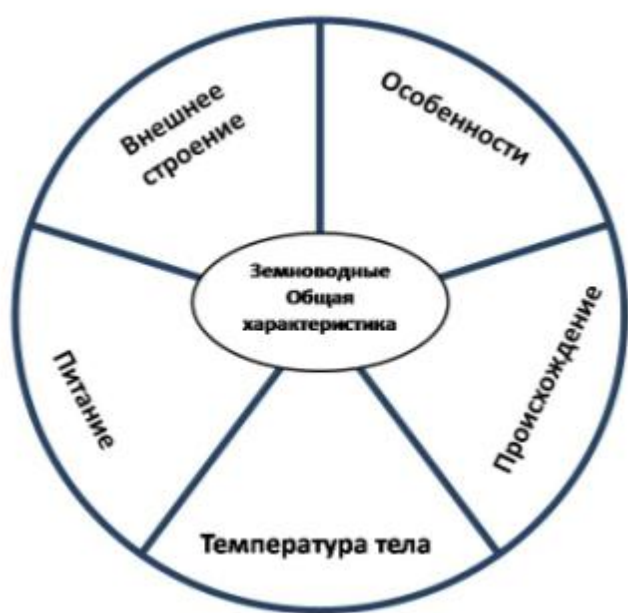 Внешнее
строение
Особенности
Земноводные
Общая
характеристика
Питание
Происхождение
Температура тела